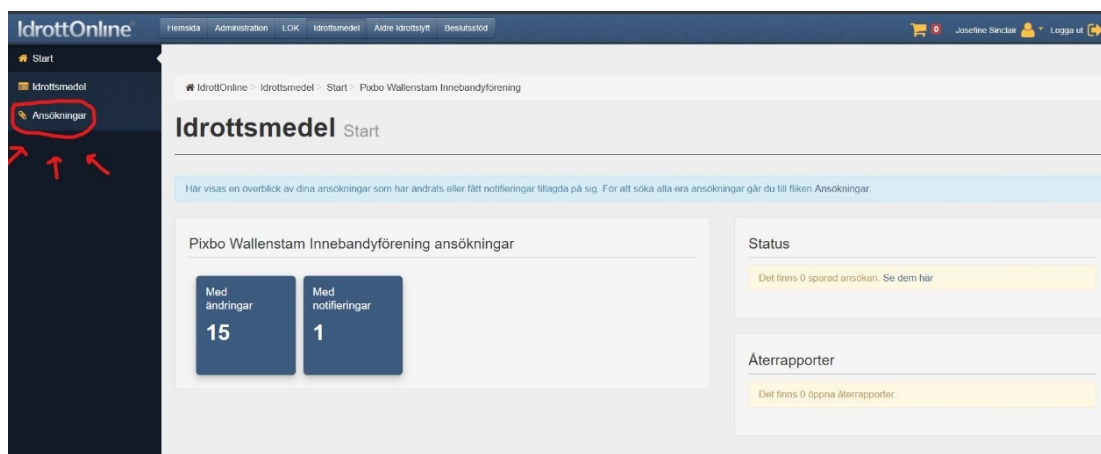 IdrottOnline
Hemsida Administration LOK Idrottsmedel Äldre Idrottslyft Beslutsstöd
0 Josefine Sinclair Logga ut
Start
Idrottsmedel
Ansökningar
IdrottOnline > Idrottsmedel > Start > Pixbo Wallenstam Innebandyförening
Idrottsmedel Start
Här visas en överblick av dina ansökningar som har ändrats eller fått notifieringar tillagda på sig. För att söka alla era ansökningar går du till fliken Ansökningar.
Pixbo Wallenstam Innebandyförening ansökningar
Med ändringar
15
Med notifieringar
1
Status
Det finns 0 sparad ansökan. Se dem här
Återrapporter
Det finns 0 öppna återrapporter.